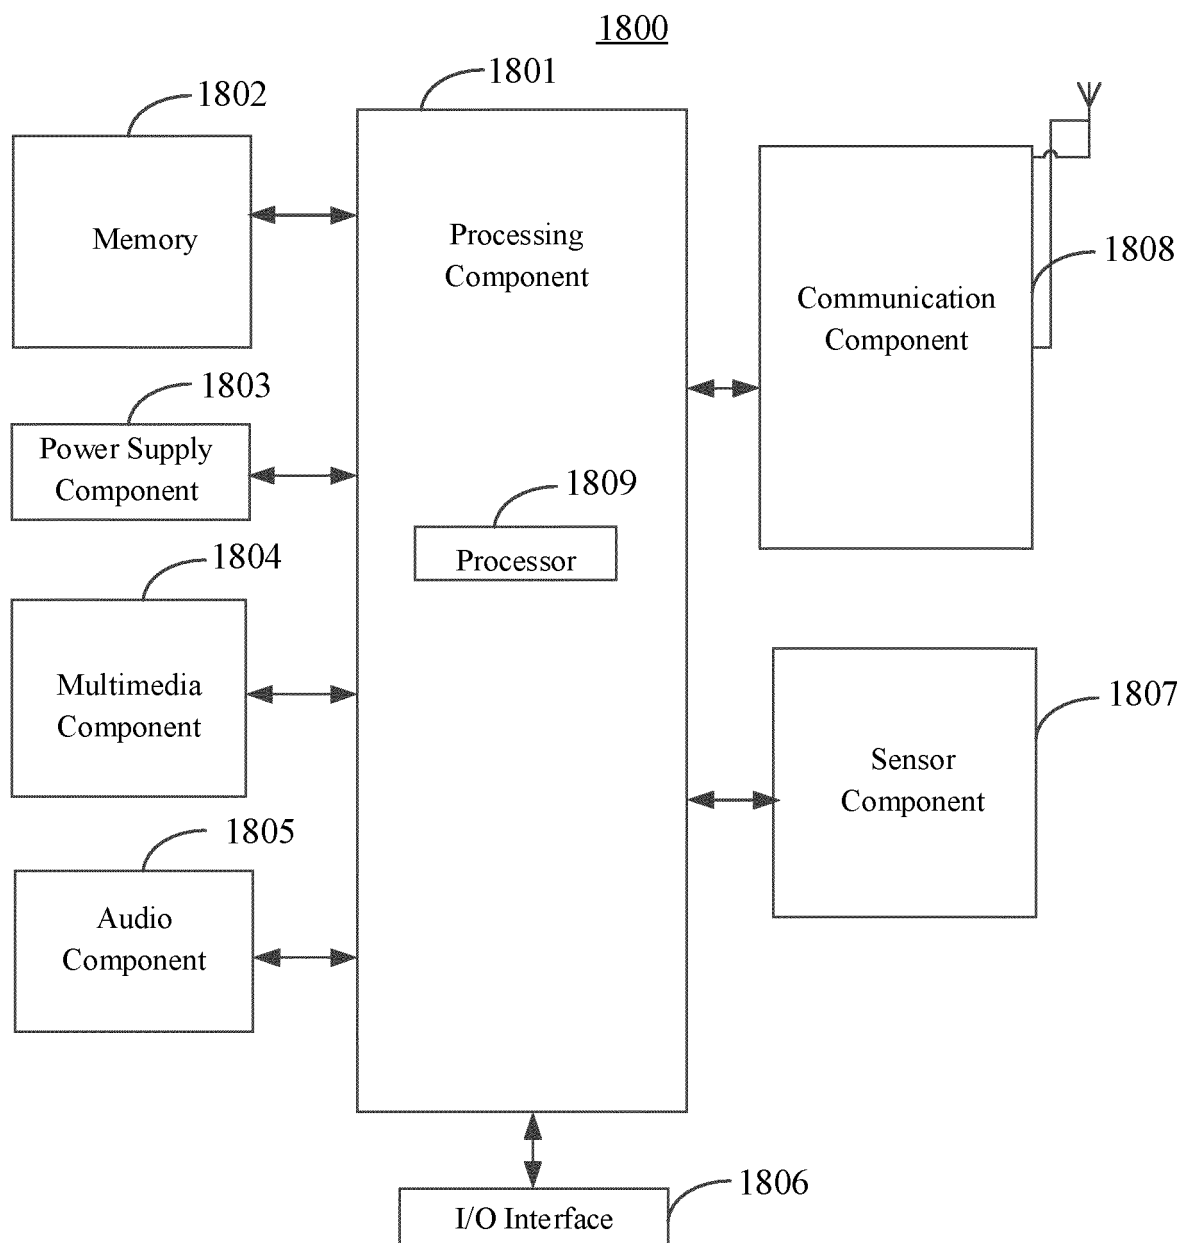 1800
1801
1802
Memory
Processing
Component
Communication
Component
1808
1803
Power Supply
Component
1809
Processor
1804
Multimedia
Component
1807
Sensor
Component
1805
Audio
Component
1806
I/O Interface